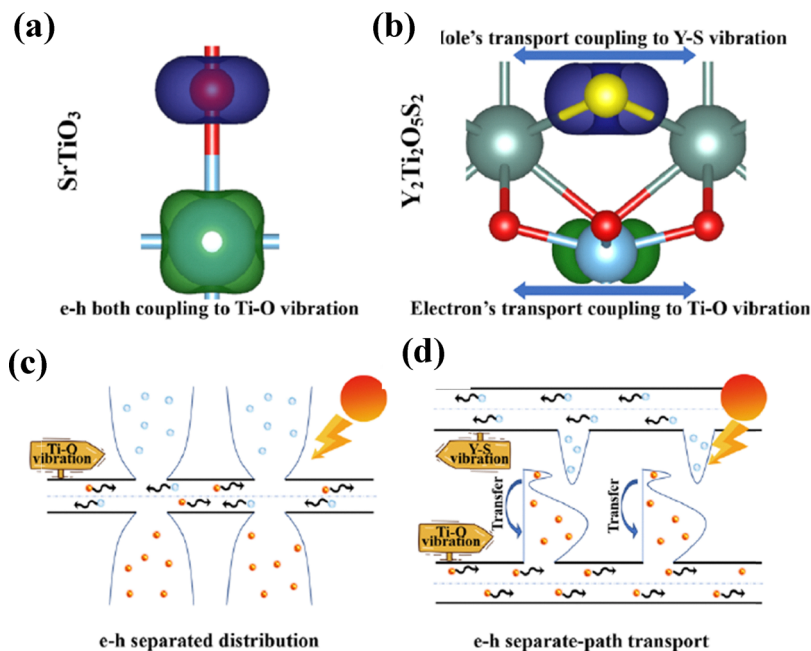 (a)
SrTiO3
e-h both coupling to Ti-O vibration
(b)
ole's transport coupling to Y-S vibration
Y2Ti2O5S2
Electron's transport coupling to Ti-O vibration
(c)
Ti-O
vibration
e-h separated distribution
(d)
Y-S
vibration
Transfer
Transfer
Ti-O
vibration
e-h separate-path transport